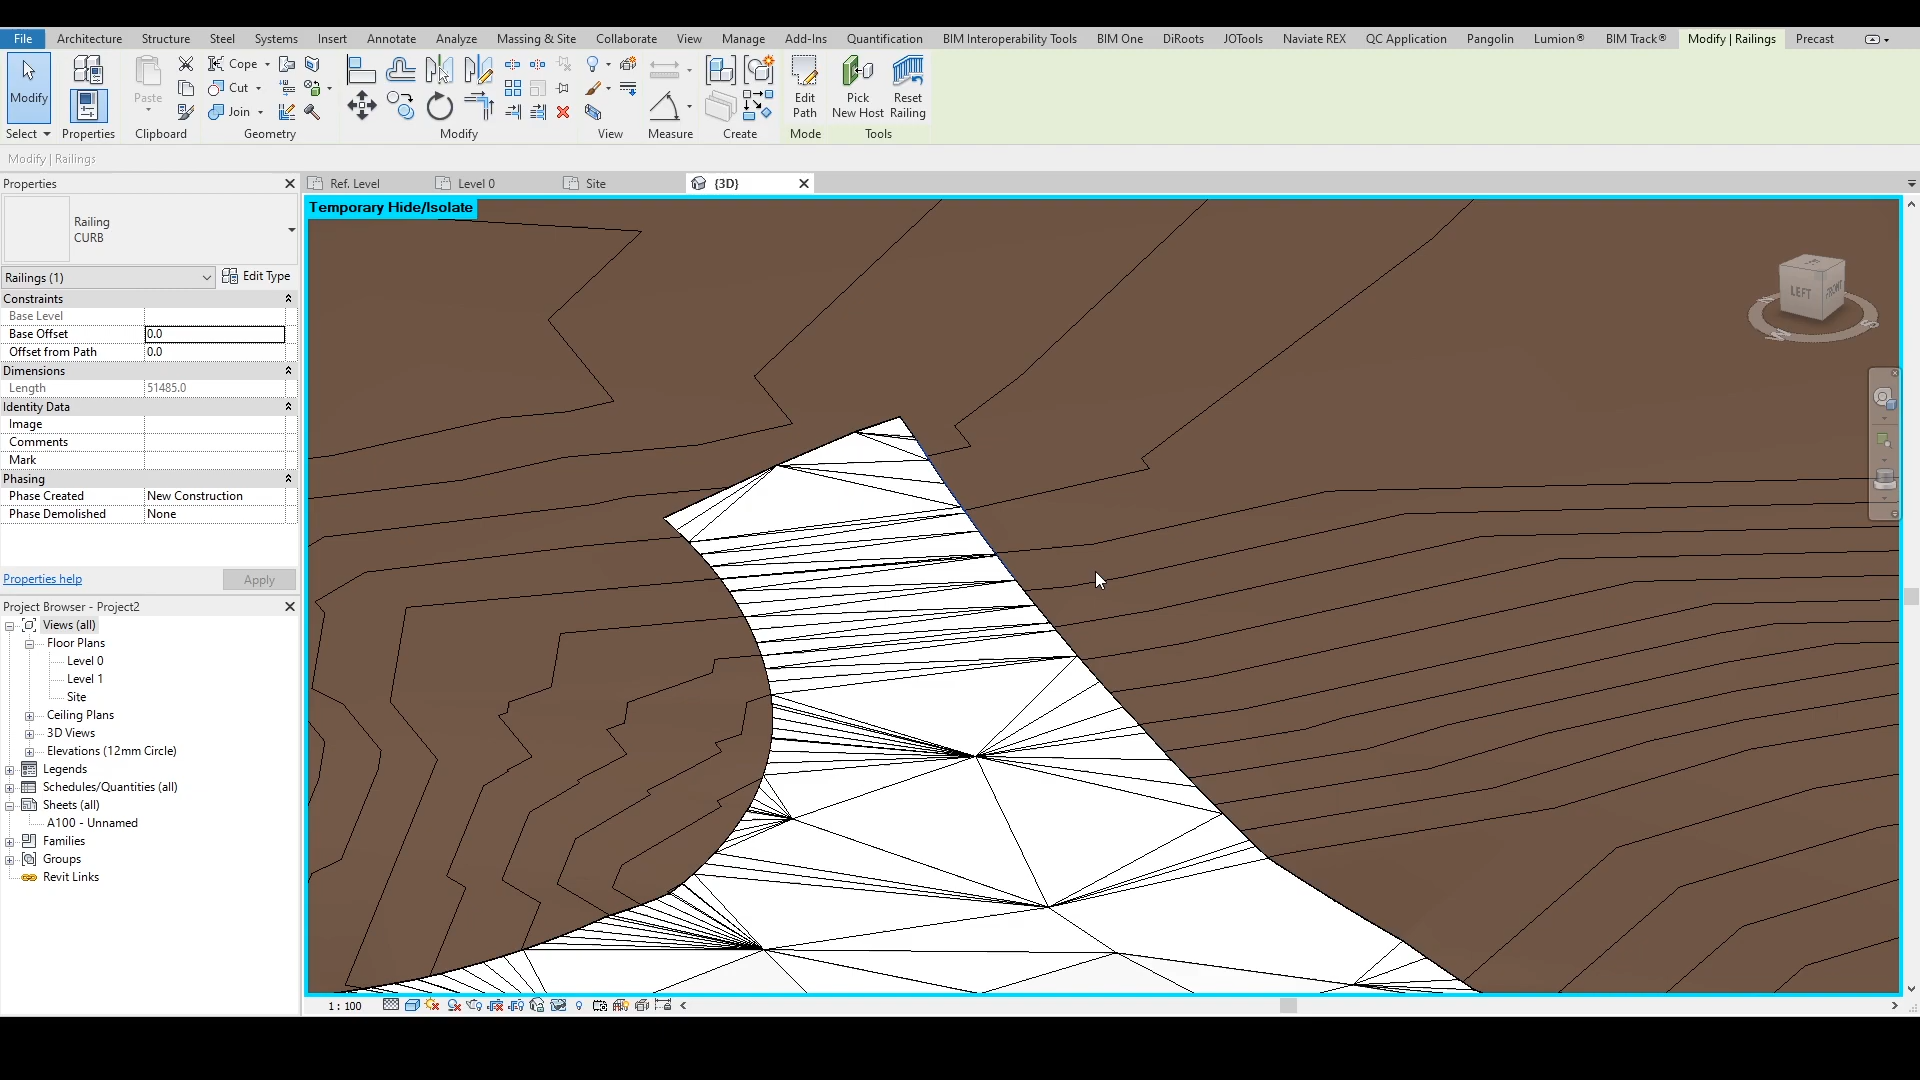 File Architecture Structure Steel Systems Insert Annotate Analyze Massing & Site Collaborate View Manage Add-Ins Quantification BIM Interoperability Tools BIM One DiRoots JOTools Naviate REX QC Application Pangolin Lumion® BIM Track® Modify | Railings Precast
Modify Paste Cope Cut Join Edit Path Pick New Host Reset Railing
Select Properties Clipboard Geometry Modify View Measure Create Mode Tools
Modify | Railings
Properties
Ref. Level Level 0 Site {3D}
Temporary Hide/Isolate
Railing
CURB
Railings (1) Edit Type
Constraints
Base Level
Base Offset 0.0
Offset from Path 0.0
Dimensions
Length 51485.0
Identity Data
Image
Comments
Mark
Phasing
Phase Created New Construction
Phase Demolished None
Properties help Apply
Project Browser - Project2
Views (all)
Floor Plans
Level 0
Level 1
Site
Ceiling Plans
3D Views
Elevations (12mm Circle)
Legends
Schedules/Quantities (all)
Sheets (all)
A100 - Unnamed
Families
Groups
Revit Links
LEFT FRONT
1 : 100